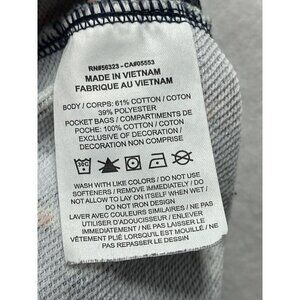 RN#56323 - CA#05553
MADE IN VIETNAM
FABRIQUE AU VIETNAM
BODY / CORPS: 61% COTTON / COTON
39% POLYESTER
POCKET BAGS / COMPARTIMENTS DE
POCHE: 100% COTTON / COTON
EXCLUSIVE OF DECORATION /
DECORATION NON COMPRISE
WASH WITH LIKE COLORS / DO NOT USE
SOFTENERS / REMOVE IMMEDIATELY / DO
NOT ALLOW TO LAY ON ITSELF WHEN WET /
DO NOT IRON DESIGN
LAVER AVEC COULEURS SIMILAIRES / NE PAS
UTILISER D'ADOUCISSEUR / ENLEVER
IMMEDIATEMENT / NE PAS LAISSER LE
VÊTEMENT PLIÉ LORSQU'IL EST MOUILLÉ / NE
PAS REPASSER LE DESSIN